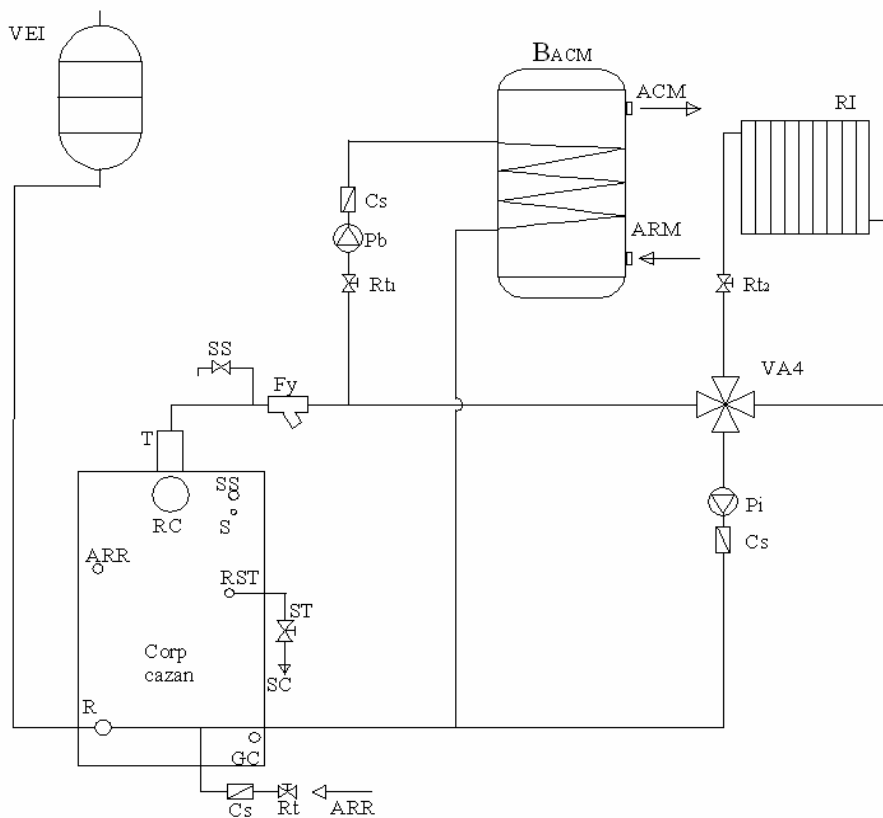 VEI
BACM
ACM
RI
Cs
Pb
ARM
Rt1
Rt2
SS
Fy
VA4
T
SS
RC
S
Pi
Cs
ARR
RST
ST
Corp
cazan
SC
R
GC
Cs
Rt
ARR